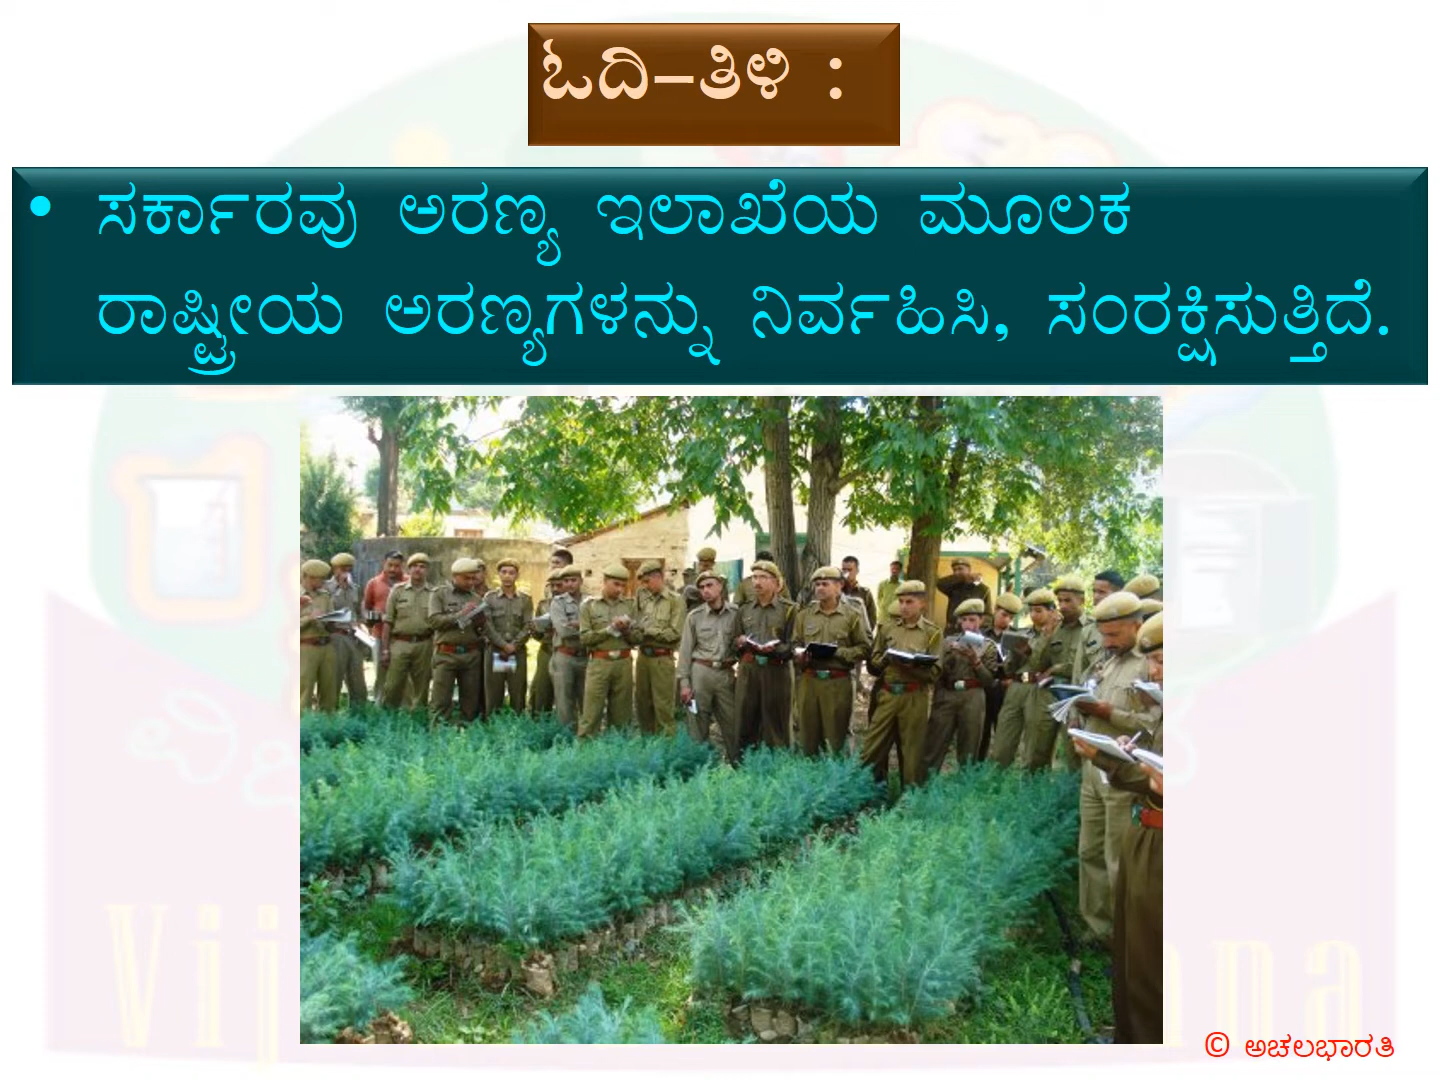 ಓದಿ–ತಿಳಿ :
• ಸರ್ಕಾರವು ಅರಣ್ಯ ಇಲಾಖೆಯ ಮೂಲಕ
ರಾಷ್ಟ್ರೀಯ ಅರಣ್ಯಗಳನ್ನು ನಿರ್ವಹಿಸಿ, ಸಂರಕ್ಷಿಸುತ್ತಿದೆ.
© ಅಚಲಭಾರತಿ